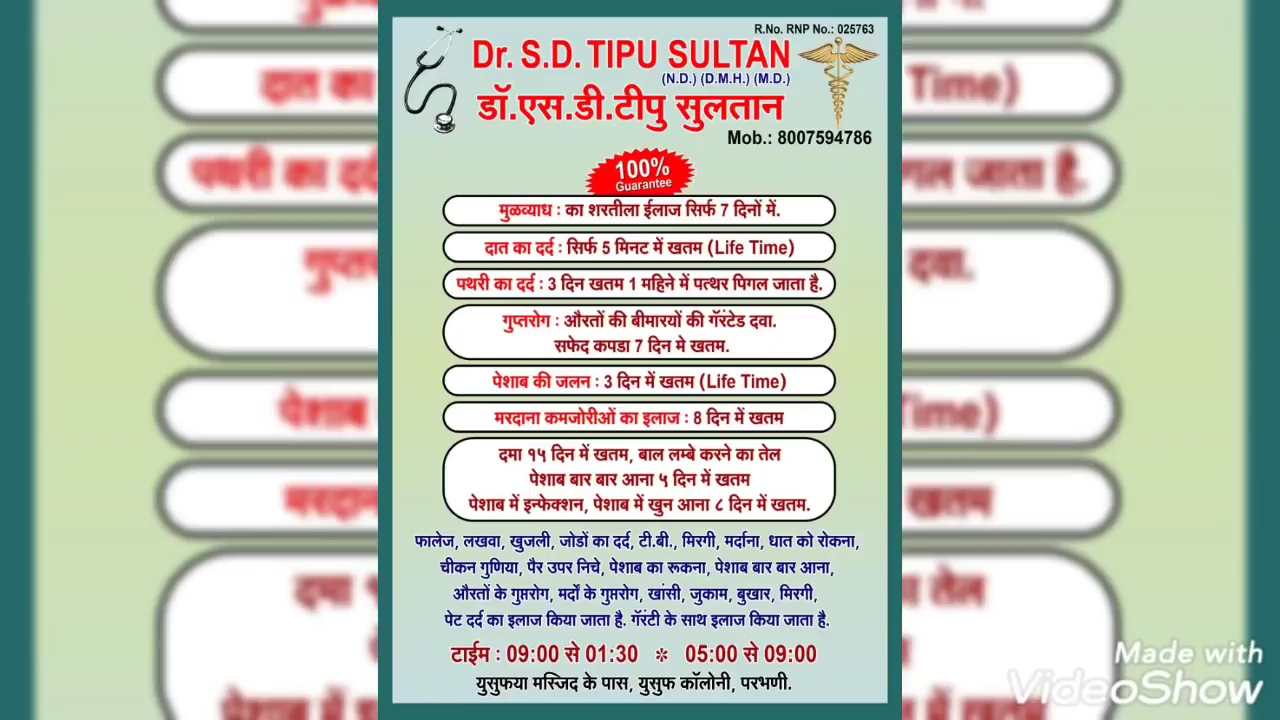 R.No. RNP No.: 025763
Dr. S.D. TIPU SULTAN
(N.D.) (D.M.H.) (M.D.)
डॉ.एस.डी.टीपु सुलतान
Mob.: 8007594786
100%
Guarantee
मुळव्याध : का शरतीला ईलाज सिर्फ 7 दिनों में.
दात का दर्द : सिर्फ 5 मिनट में खतम (Life Time)
पथरी का दर्द : 3 दिन खतम 1 महिने में पत्थर पिगल जाता है.
गुप्तरोग : औरतों की बीमारयों की गॅरंटेड दवा.
सफेद कपडा 7 दिन मे खतम.
पेशाब की जलन : 3 दिन में खतम (Life Time)
मरदाना कमजोरीओं का इलाज : 8 दिन में खतम
दमा १५ दिन में खतम, बाल लम्बे करने का तेल
पेशाब बार बार आना ५ दिन में खतम
पेशाब में इन्फेक्शन, पेशाब में खुन आना ८ दिन में खतम.
फालेज, लखवा, खुजली, जोडों का दर्द, टी.बी., मिरगी, मर्दाना, धात को रोकना,
चीकन गुणिया, पैर उपर निचे, पेशाब का रूकना, पेशाब बार बार आना,
औरतों के गुप्तरोग, मर्दों के गुप्तरोग, खांसी, जुकाम, बुखार, मिरगी,
पेट दर्द का इलाज किया जाता है. गॅरंटी के साथ इलाज किया जाता है.
टाईम : 09:00 से 01:30 * 05:00 से 09:00
युसुफया मस्जिद के पास, युसुफ कॉलोनी, परभणी.
Made with
VideoShow